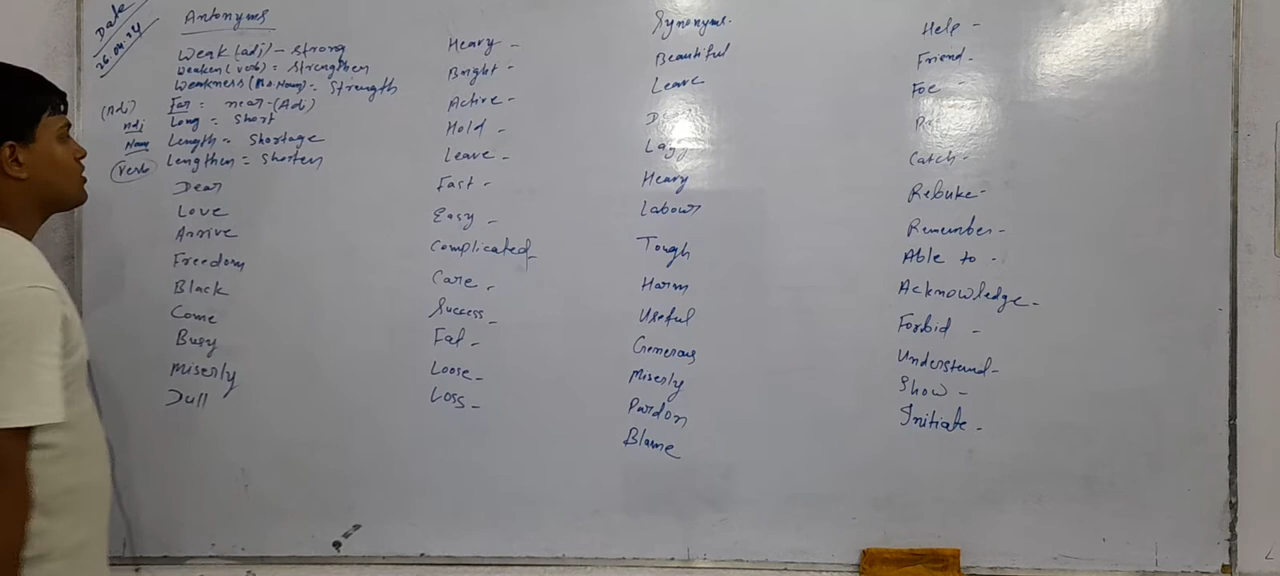 Date
26.04.24
Antonyms
Weak (adj) - strong
Weaken (verb) = Strengthen
Weakness (Noun) = Strength
(Adj) Far = near - (Adj)
Adj Long = Short
Noun Length = Shortage
Verb Lengthen = Shorten
Dear
Love
Arrive
Freedom
Black
Come
Busy
Miserly
Dull
Heavy -
Bright -
Active -
Hold -
Leave -
Fast -
Easy -
Complicated -
Care -
Success -
Fat -
Loose -
Loss -
Synonyms.
Beautiful
Leave
Heavy
Labour
Tough
Harm
Useful
Generous
Miserly
Pardon
Blame
Help -
Friend -
Foe -
Catch -
Rebuke -
Remember -
Able to -
Acknowledge -
Forbid -
Understand -
Show -
Initiate -